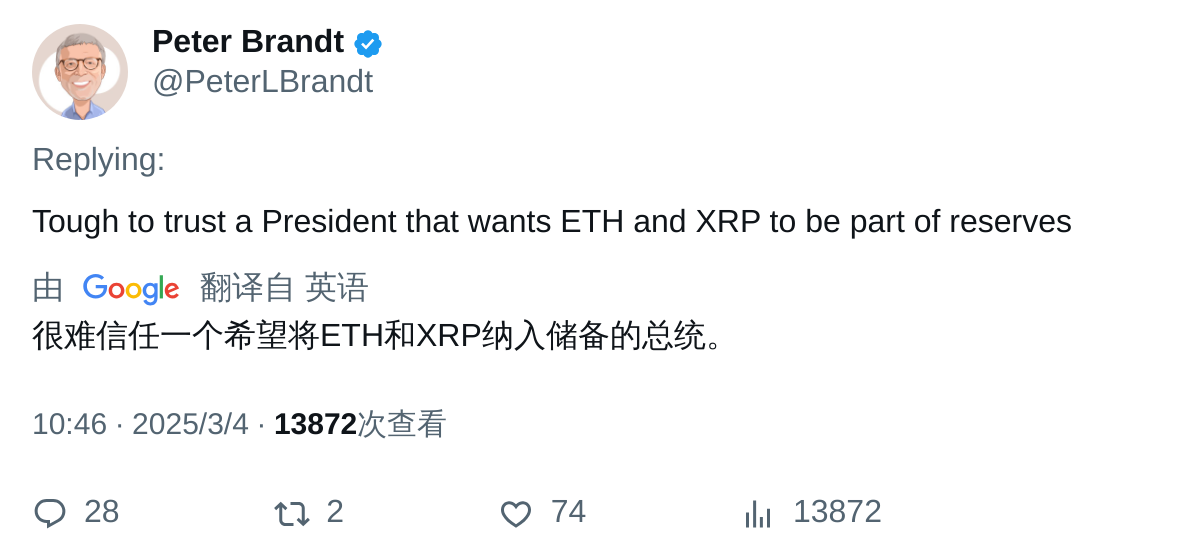 Peter Brandt
@PeterLBrandt
Replying:
Tough to trust a President that wants ETH and XRP to be part of reserves
由 Google 翻译自 英语
很难信任一个希望将ETH和XRP纳入储备的总统。
10:46 · 2025/3/4 · 13872次查看
28 2 74 13872